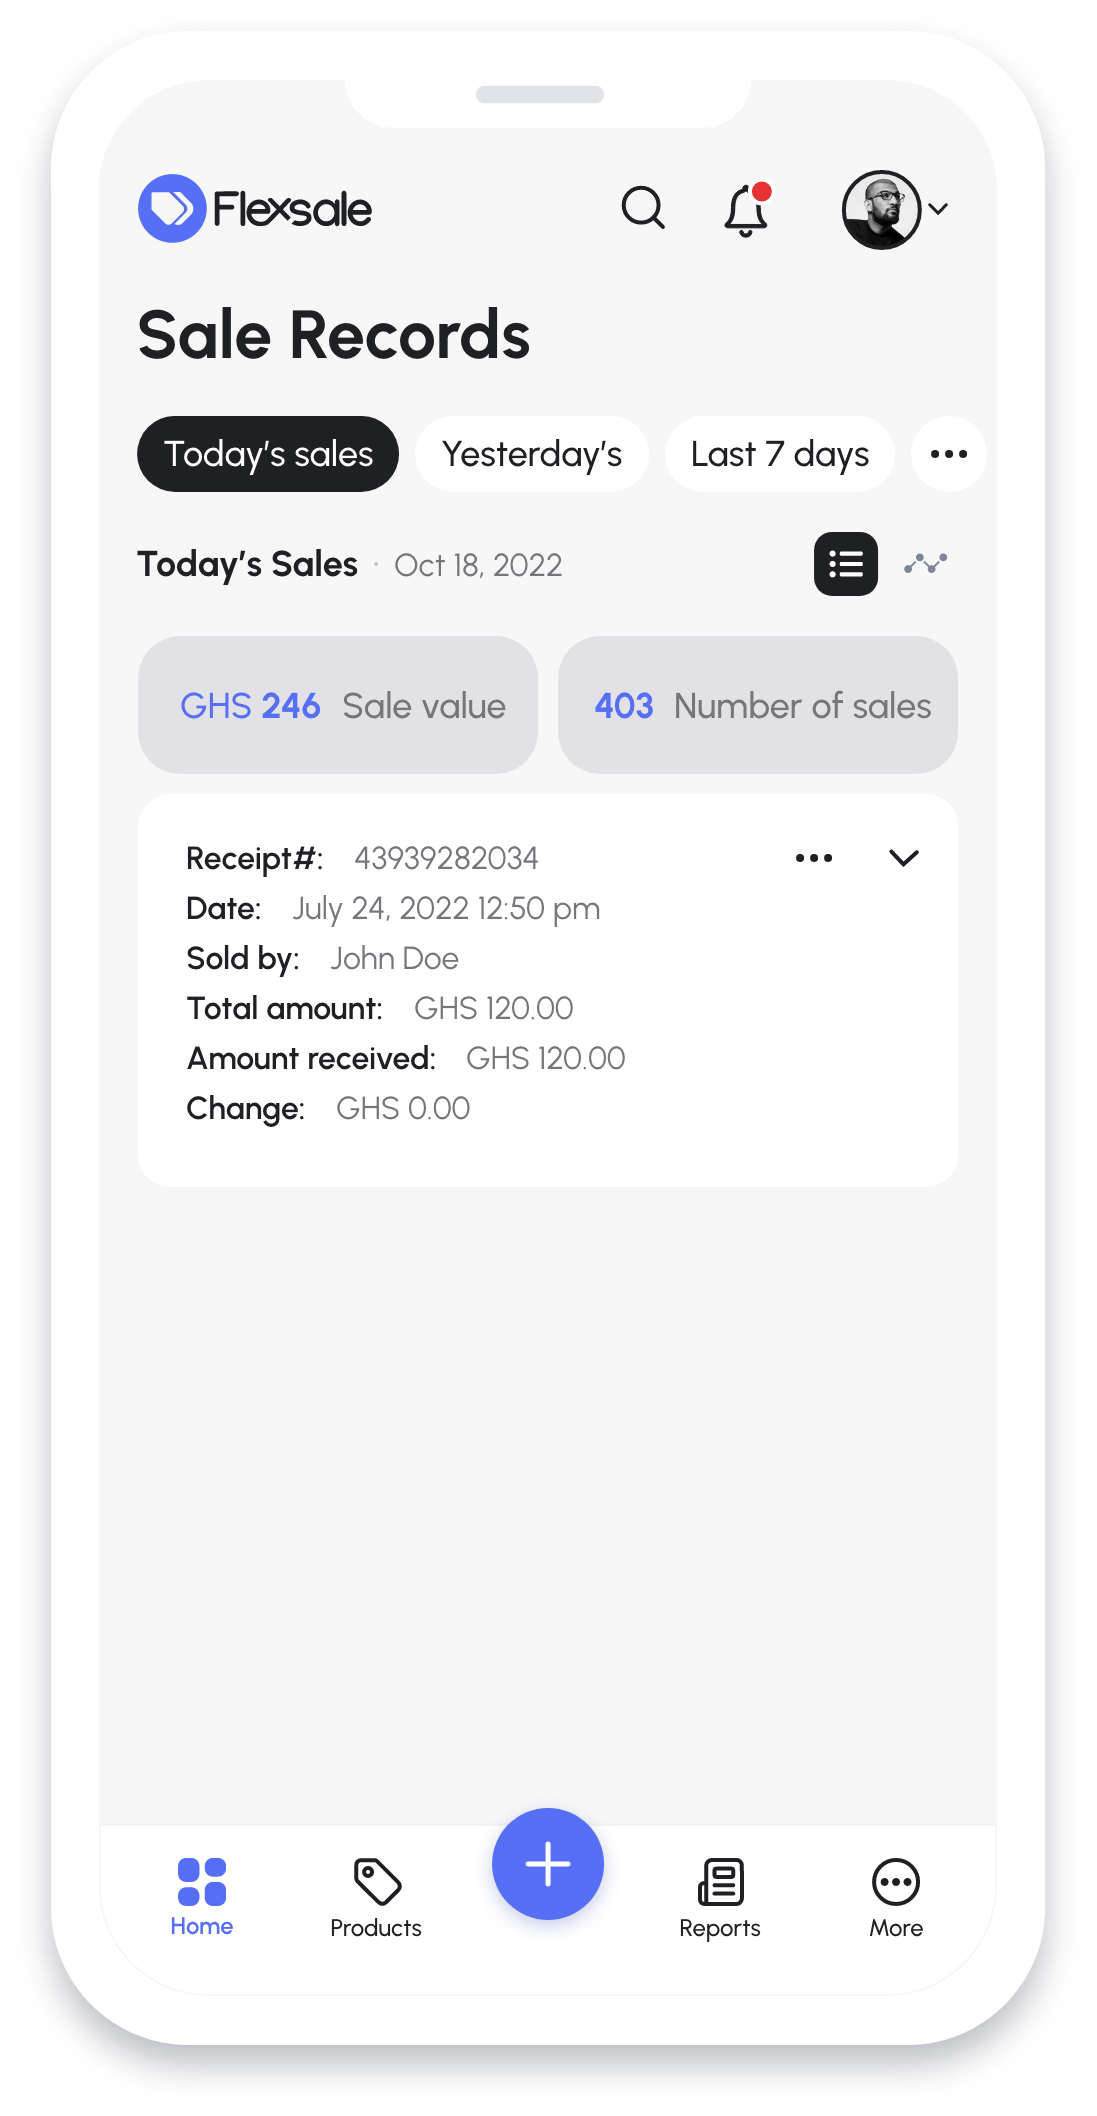 Flexsale
Sale Records
Today's sales Yesterday's Last 7 days
Today's Sales · Oct 18, 2022
GHS 246 Sale value 403 Number of sales
Receipt#: 43939282034
Date: July 24, 2022 12:50 pm
Sold by: John Doe
Total amount: GHS 120.00
Amount received: GHS 120.00
Change: GHS 0.00
Home Products Reports More